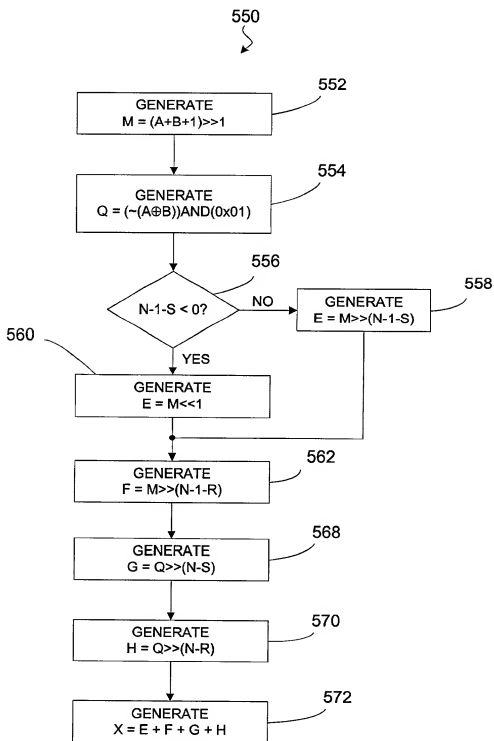 550
GENERATE
M = (A+B+1)>>1
552
GENERATE
Q = (~(A⊕B))AND(0x01)
554
N-1-S < 0?
556
NO
YES
GENERATE
E = M>>(N-1-S)
558
560
GENERATE
E = M<<1
GENERATE
F = M>>(N-1-R)
562
GENERATE
G = Q>>(N-S)
568
GENERATE
H = Q>>(N-R)
570
GENERATE
X = E + F + G + H
572